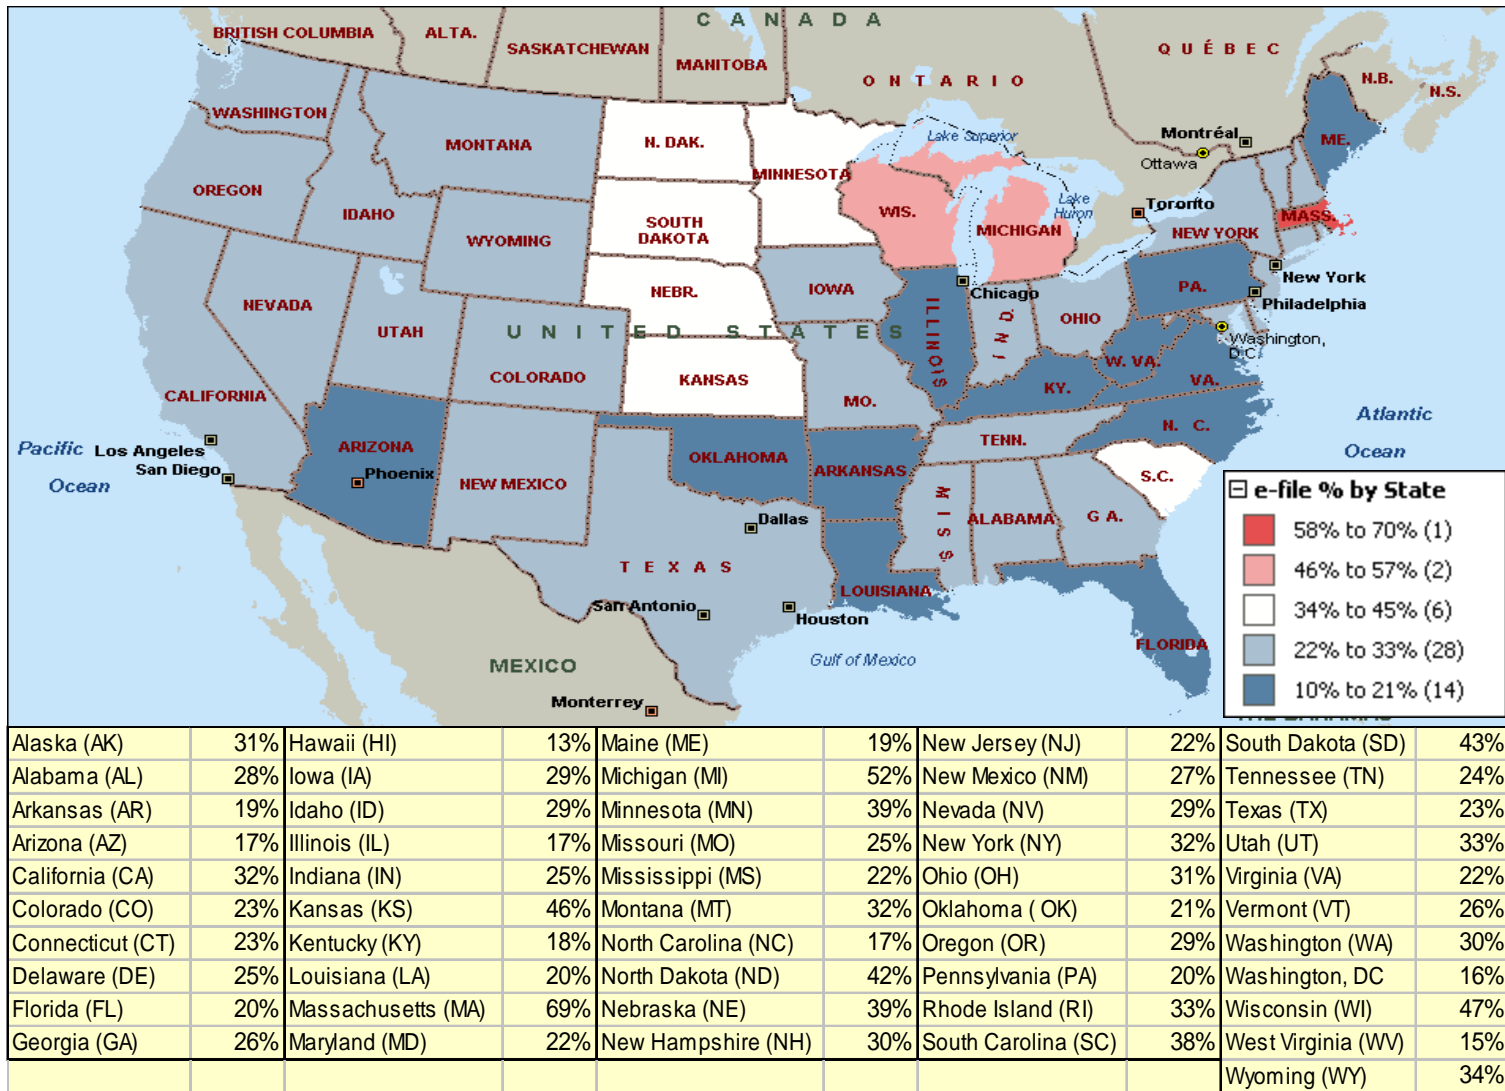 C A N A D A
BRITISH COLUMBIA
ALTA.
SASKATCHEWAN
MANITOBA
O N T A R I O
Q U É B E C
N.B.
N.S.
WASHINGTON
MONTANA
N. DAK.
MINNESOTA
Lake Superior
Montréal
Ottawa
ME.
OREGON
IDAHO
WYOMING
SOUTH
DAKOTA
WIS.
MICHIGAN
Lake
Huron
Toronto
MASS.
NEW YORK
NEVADA
UTAH
NEBR.
IOWA
Chicago
New York
PA.
Philadelphia
U N I T E D S T A T E S
ILLINOIS
IND
OHIO
Washington,
D.C.
CALIFORNIA
COLORADO
KANSAS
MO.
KY.
W. VA.
VA.
Pacific
Ocean
Los Angeles
San Diego
ARIZONA
Phoenix
NEW MEXICO
OKLAHOMA
ARKANSAS
TENN.
N. C.
S.C.
Atlantic
Ocean
Dallas
T E X A S
MISS
ALABAMA
G A.
LOUISIANA
San Antonio
Houston
FLORIDA
MEXICO
Gulf of Mexico
Monterrey
e-file % by State
58% to 70% (1)
46% to 57% (2)
34% to 45% (6)
22% to 33% (28)
10% to 21% (14)
Alaska (AK) 31% Hawaii (HI) 13% Maine (ME) 19% New Jersey (NJ) 22% South Dakota (SD) 43%
Alabama (AL) 28% Iowa (IA) 29% Michigan (MI) 52% New Mexico (NM) 27% Tennessee (TN) 24%
Arkansas (AR) 19% Idaho (ID) 29% Minnesota (MN) 39% Nevada (NV) 29% Texas (TX) 23%
Arizona (AZ) 17% Illinois (IL) 17% Missouri (MO) 25% New York (NY) 32% Utah (UT) 33%
California (CA) 32% Indiana (IN) 25% Mississippi (MS) 22% Ohio (OH) 31% Virginia (VA) 22%
Colorado (CO) 23% Kansas (KS) 46% Montana (MT) 32% Oklahoma ( OK) 21% Vermont (VT) 26%
Connecticut (CT) 23% Kentucky (KY) 18% North Carolina (NC) 17% Oregon (OR) 29% Washington (WA) 30%
Delaware (DE) 25% Louisiana (LA) 20% North Dakota (ND) 42% Pennsylvania (PA) 20% Washington, DC 16%
Florida (FL) 20% Massachusetts (MA) 69% Nebraska (NE) 39% Rhode Island (RI) 33% Wisconsin (WI) 47%
Georgia (GA) 26% Maryland (MD) 22% New Hampshire (NH) 30% South Carolina (SC) 38% West Virginia (WV) 15%
Wyoming (WY) 34%